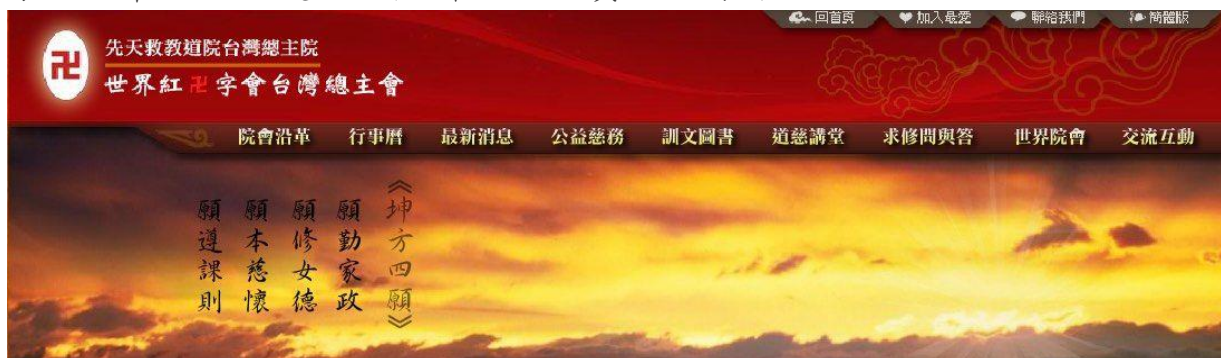 回首頁 加入最愛 聯絡我們 簡體版
先天救教道院台灣總主院
世界紅卍字會台灣總主會
院會沿革 行事曆 最新消息 公益慈務 訓文圖書 道慈講堂 求修問與答 世界院會 交流互動
《坤方四願》
願勤家政
願修女德
願本慈懷
願遵課則